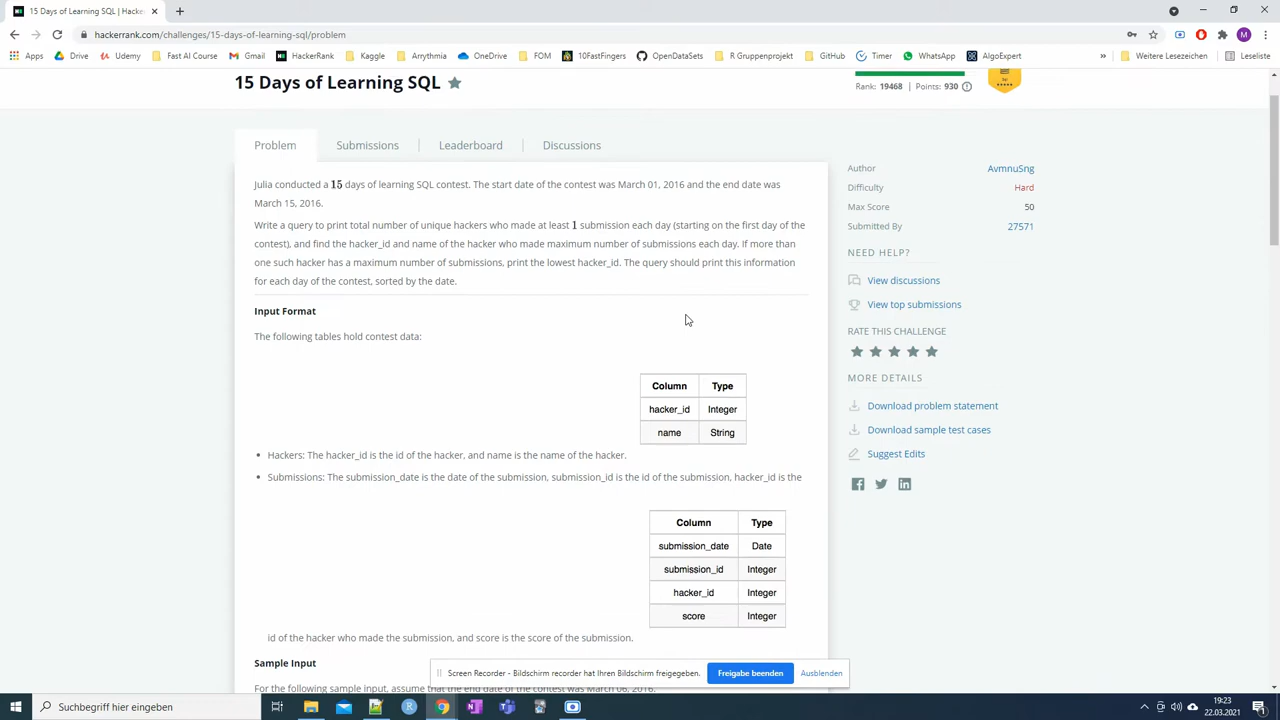 15 Days of Learning SQL | Hacke
hackerrank.com/challenges/15-days-of-learning-sql/problem
M
Apps Drive Udemy Fast AI Course Gmail HackerRank Kaggle Arrythmia OneDrive FOM 10FastFingers OpenDataSets R Gruppenprojekt GitHub Timer WhatsApp AlgoExpert » Weitere Lesezeichen Leseliste
15 Days of Learning SQL
Rank: 19468 | Points: 930
Problem Submissions Leaderboard Discussions
Julia conducted a 15 days of learning SQL contest. The start date of the contest was March 01, 2016 and the end date was
March 15, 2016.
Write a query to print total number of unique hackers who made at least 1 submission each day (starting on the first day of the
contest), and find the hacker_id and name of the hacker who made maximum number of submissions each day. If more than
one such hacker has a maximum number of submissions, print the lowest hacker_id. The query should print this information
for each day of the contest, sorted by the date.
Input Format
The following tables hold contest data:
Column Type
hacker_id Integer
name String
• Hackers: The hacker_id is the id of the hacker, and name is the name of the hacker.
• Submissions: The submission_date is the date of the submission, submission_id is the id of the submission, hacker_id is the
Column Type
submission_date Date
submission_id Integer
hacker_id Integer
score Integer
id of the hacker who made the submission, and score is the score of the submission.
Sample Input
For the following sample input, assume that the end date of the contest was March 06, 2016.
Author AvmnuSng
Difficulty Hard
Max Score 50
Submitted By 27571
NEED HELP?
View discussions
View top submissions
RATE THIS CHALLENGE
MORE DETAILS
Download problem statement
Download sample test cases
Suggest Edits
Screen Recorder - Bildschirm recorder hat Ihren Bildschirm freigegeben. Freigabe beenden Ausblenden
Suchbegriff hier eingeben
19:23
22.03.2021